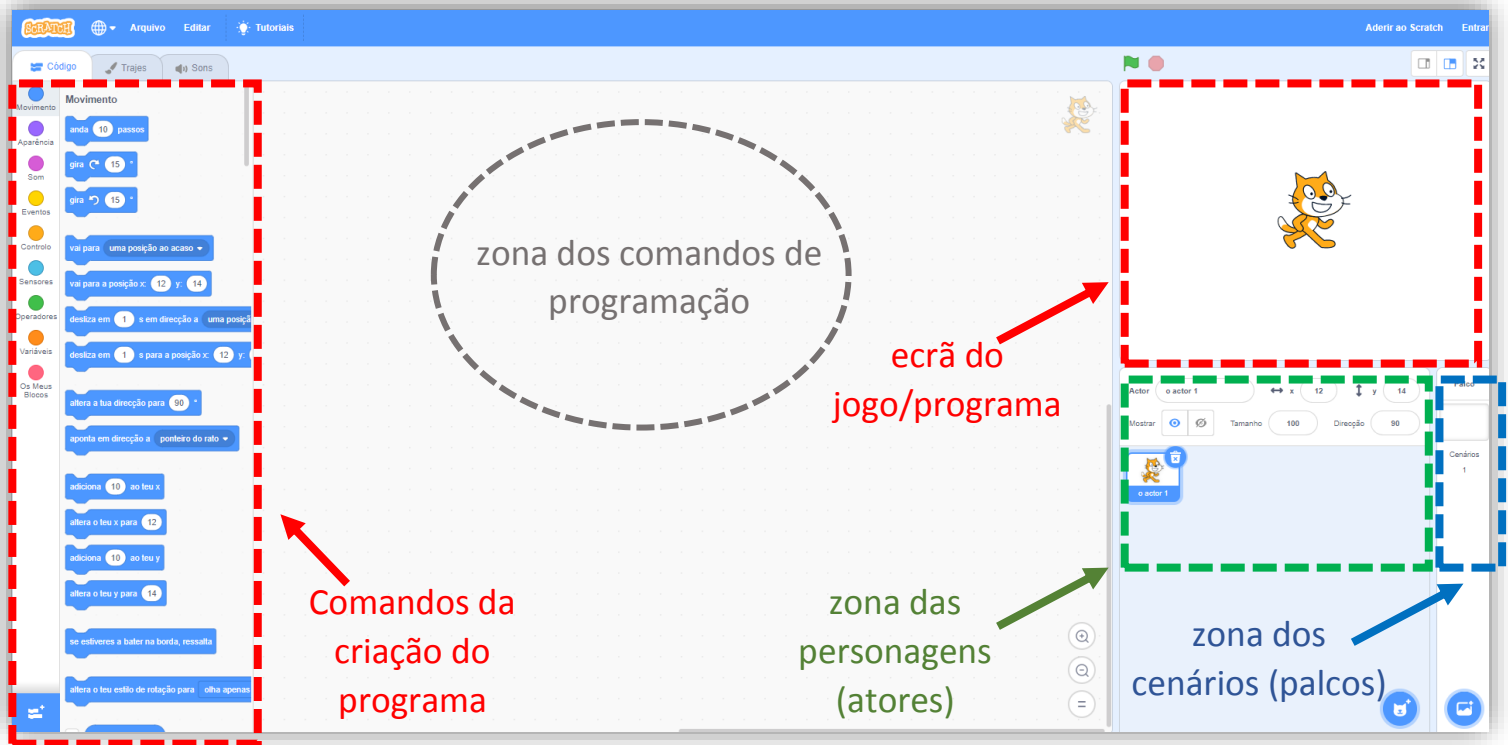 SCRATCH Arquivo Editar Tutoriais Aderir ao Scratch Entrar
Código Trajes Sons
Movimento
Aparência
Som
Eventos
Controlo
Sensores
Operadores
Variáveis
Os Meus
Blocos
Movimento
anda 10 passos
gira 15 °
gira 15 °
vai para uma posição ao acaso
vai para a posição x: 12 y: 14
desliza em 1 s em direcção a uma posiçã
desliza em 1 s para a posição x: 12 y:
altera a tua direcção para 90 °
aponta em direcção a ponteiro do rato
adiciona 10 ao teu x
altera o teu x para 12
adiciona 10 ao teu y
altera o teu y para 14
se estiveres a bater na borda, ressalta
altera o teu estilo de rotação para olha apenas
zona dos comandos de
programação
ecrã do
jogo/programa
Comandos da
criação do
programa
zona das
personagens
(atores)
Actor o actor 1 x 12 y 14
Mostrar Tamanho 100 Direcção 90
o actor 1
Palco
Cenários
1
zona dos
cenários (palcos)